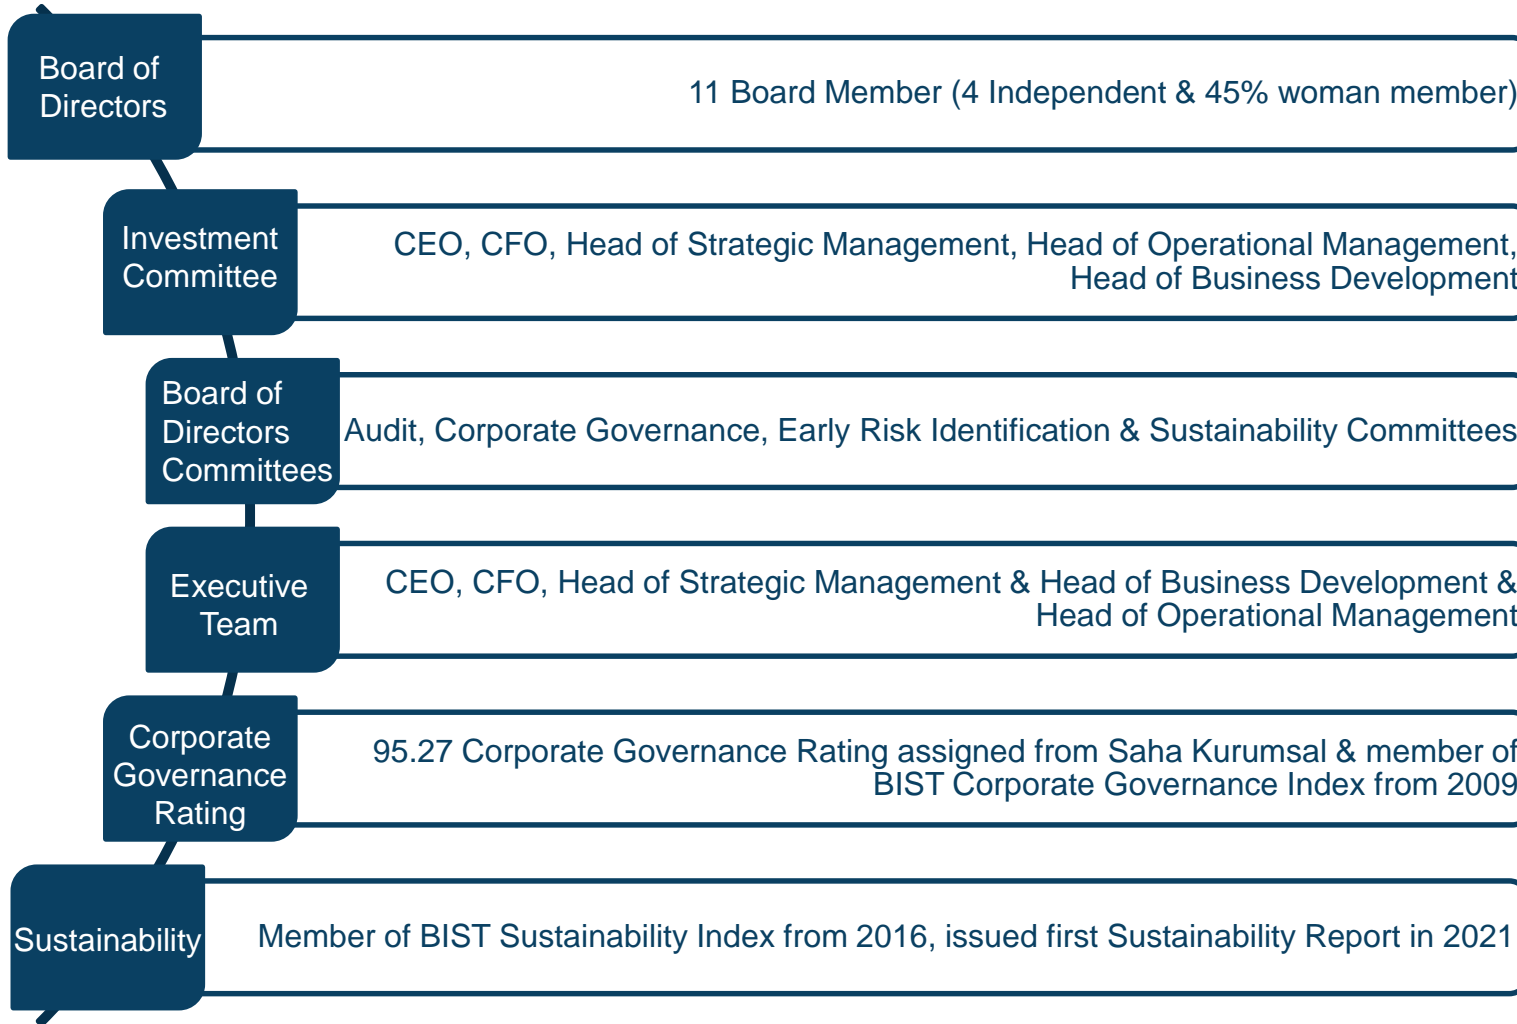 Board of
Directors
11 Board Member (4 Independent & 45% woman member)
Investment
Committee
CEO, CFO, Head of Strategic Management, Head of Operational Management,
Head of Business Development
Board of
Directors
Committees
Audit, Corporate Governance, Early Risk Identification & Sustainability Committees
Executive
Team
CEO, CFO, Head of Strategic Management & Head of Business Development &
Head of Operational Management
Corporate
Governance
Rating
95.27 Corporate Governance Rating assigned from Saha Kurumsal & member of
BIST Corporate Governance Index from 2009
Sustainability
Member of BIST Sustainability Index from 2016, issued first Sustainability Report in 2021